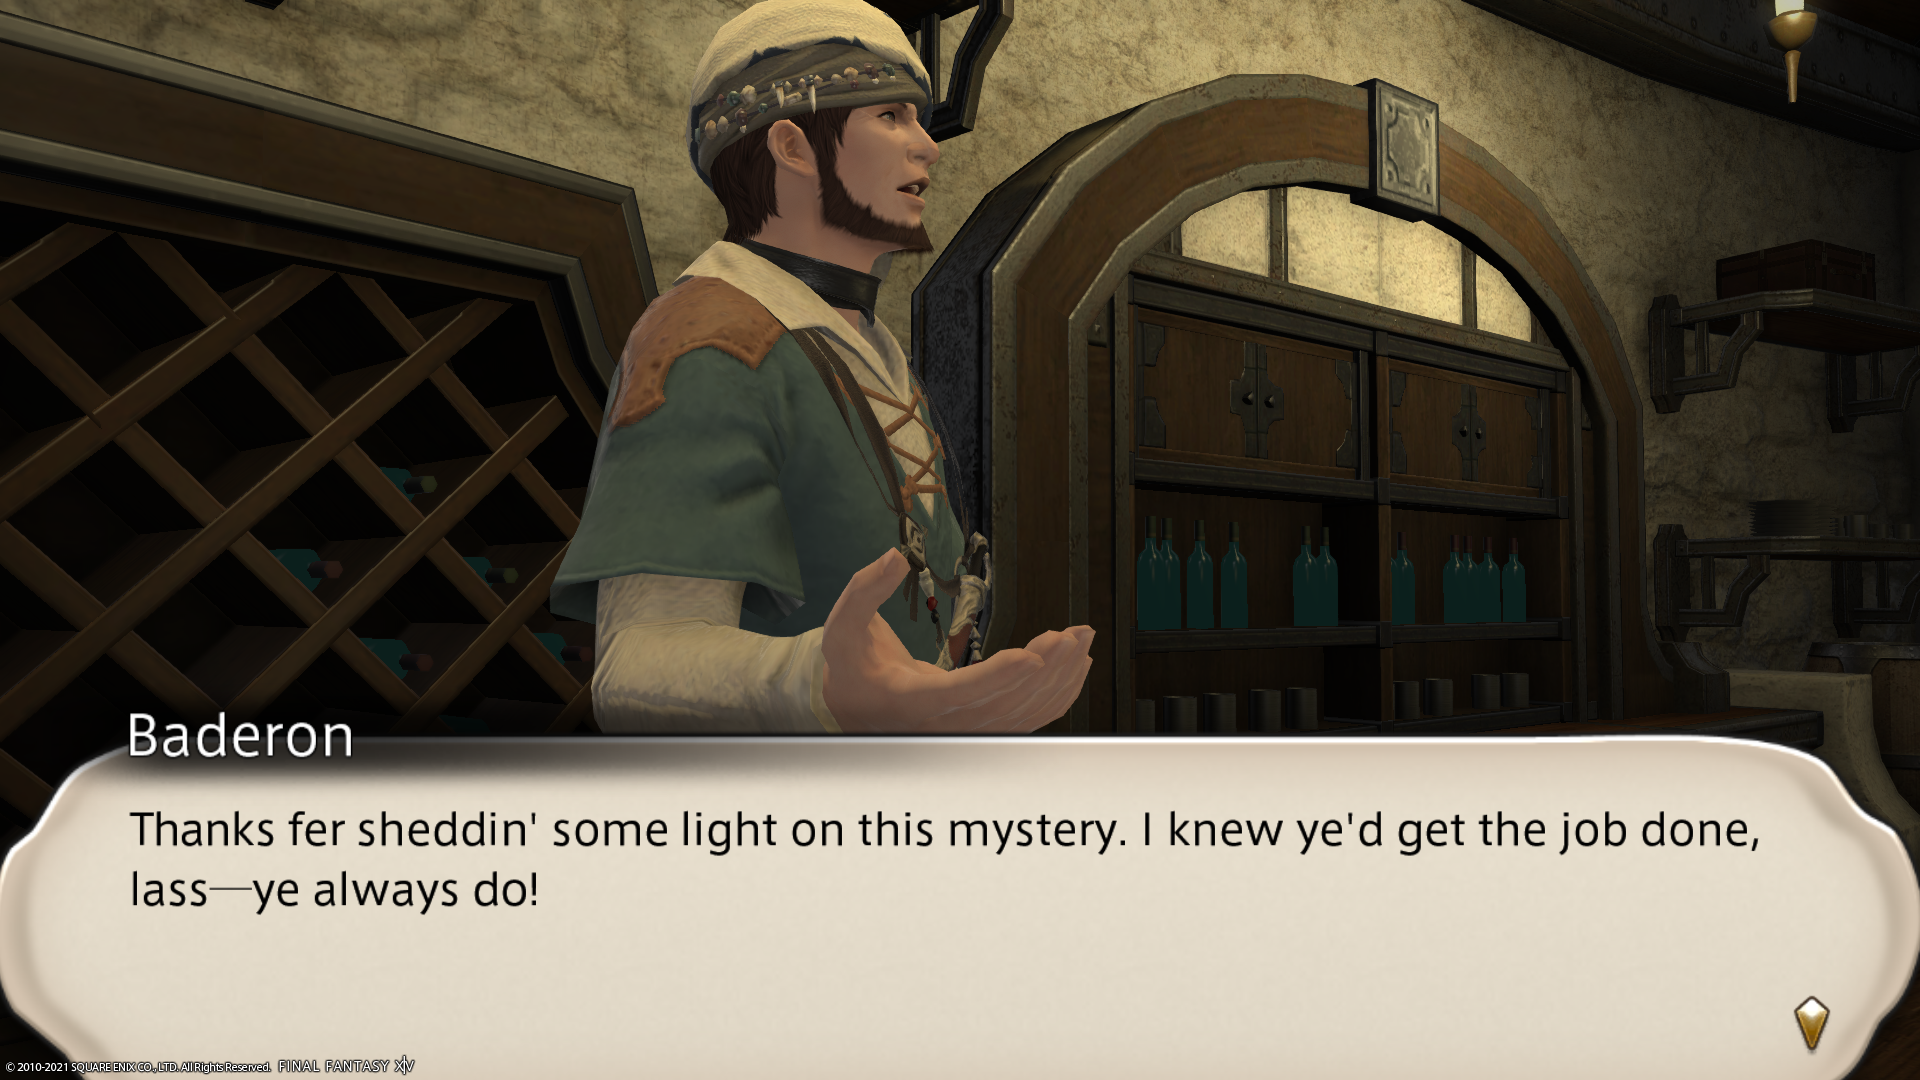 Baderon
Thanks fer sheddin' some light on this mystery. I knew ye'd get the job done,
lass—ye always do!
© 2010-2021 SQUARE ENIX CO., LTD. All Rights Reserved. FINAL FANTASY XIV